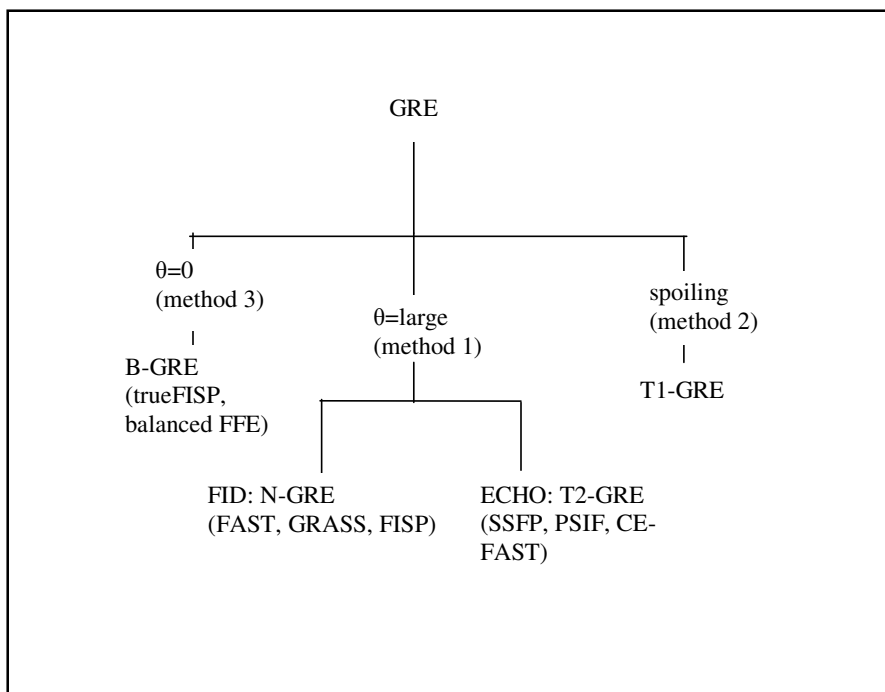 GRE
θ=0
(method 3)
θ=large
(method 1)
spoiling
(method 2)
B-GRE
(trueFISP,
balanced FFE)
T1-GRE
FID: N-GRE
(FAST, GRASS, FISP)
ECHO: T2-GRE
(SSFP, PSIF, CE-
FAST)